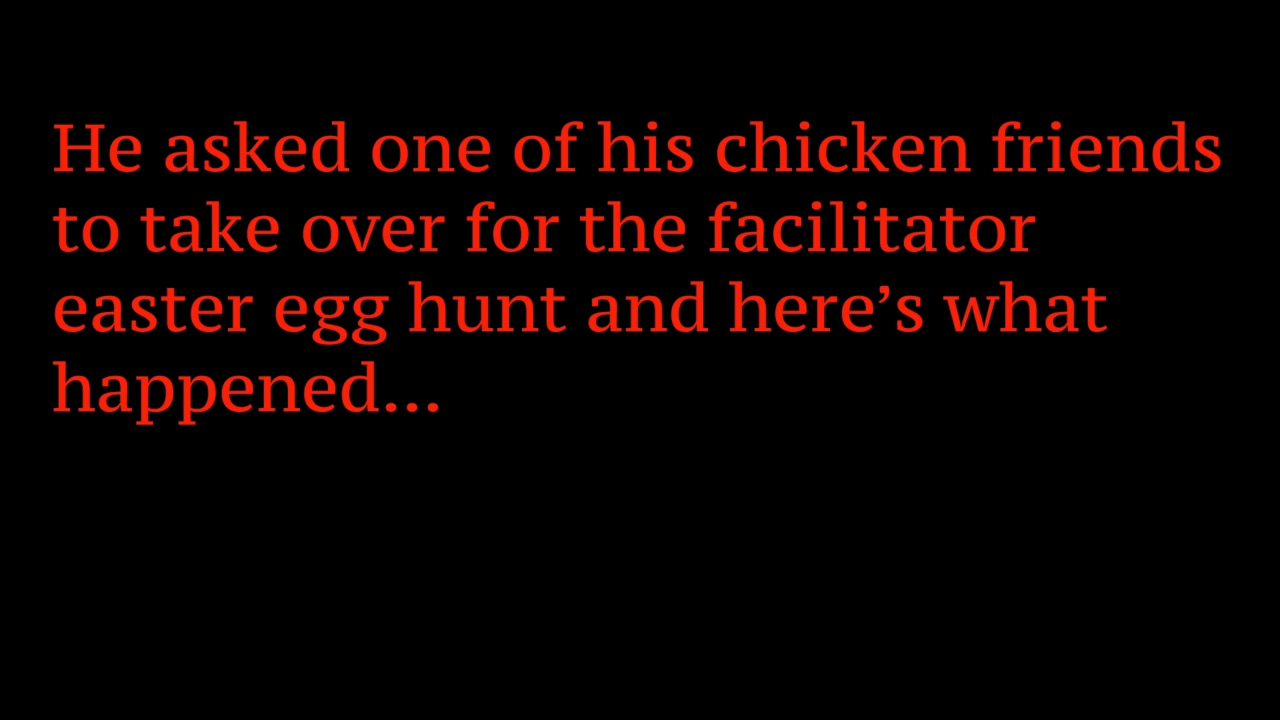 He asked one of his chicken friends
to take over for the facilitator
easter egg hunt and here’s what
happened...